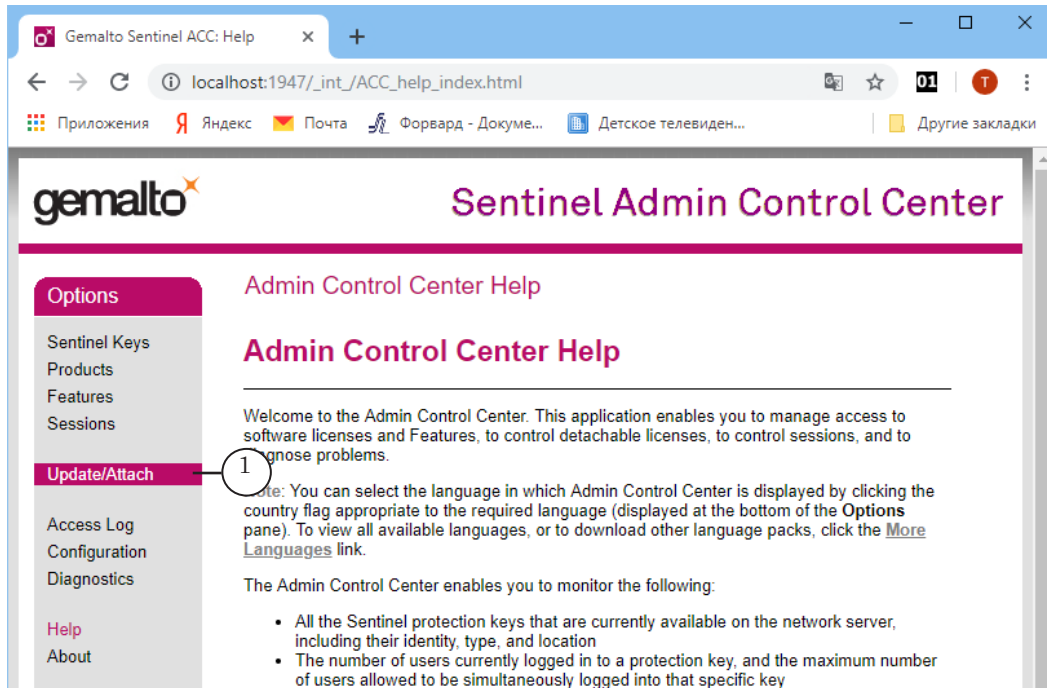 Gemalto Sentinel ACC: Help
localhost:1947/_int_/ACC_help_index.html
01
T
Приложения Я Яндекс Почта Форвард - Докуме... Детское телевиден... Другие закладки
gemalto
Sentinel Admin Control Center
Options
Sentinel Keys
Products
Features
Sessions
Update/Attach
1
Access Log
Configuration
Diagnostics
Help
About
Admin Control Center Help
Admin Control Center Help
Welcome to the Admin Control Center. This application enables you to manage access to
software licenses and Features, to control detachable licenses, to control sessions, and to
problems.
You can select the language in which Admin Control Center is displayed by clicking the
country flag appropriate to the required language (displayed at the bottom of the Options
pane). To view all available languages, or to download other language packs, click the More
Languages link.
The Admin Control Center enables you to monitor the following:
• All the Sentinel protection keys that are currently available on the network server,
including their identity, type, and location
• The number of users currently logged in to a protection key, and the maximum number
of users allowed to be simultaneously logged into that specific key